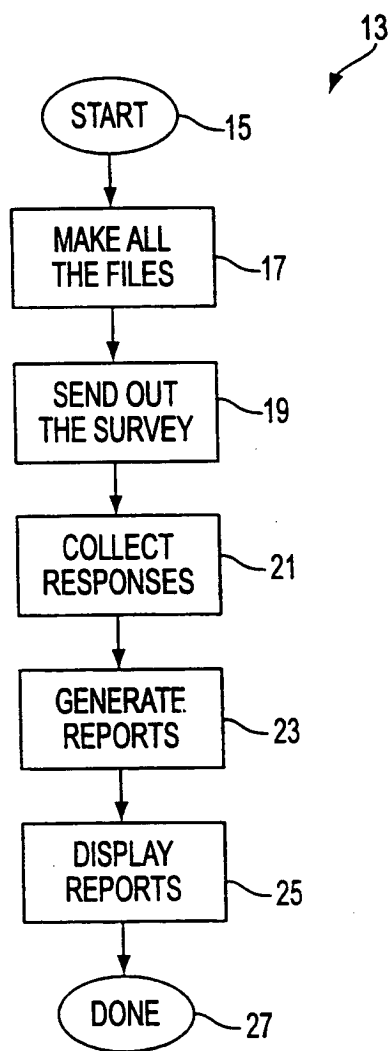 13
START
15
MAKE ALL
THE FILES
17
SEND OUT
THE SURVEY
19
COLLECT
RESPONSES
21
GENERATE
REPORTS
23
DISPLAY
REPORTS
25
DONE
27